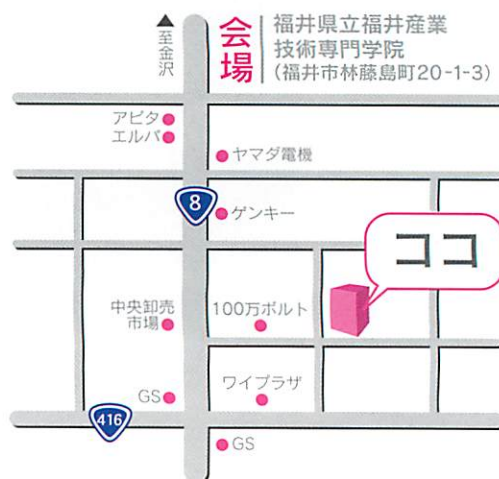 ▲至金沢
会場
福井県立福井産業
技術専門学院
(福井市林藤島町20-1-3)
アピタ
エルパ
ヤマダ電機
8
ゲンキー
ココ
中央卸売
市場
100万ボルト
ワイプラザ
GS
416
GS